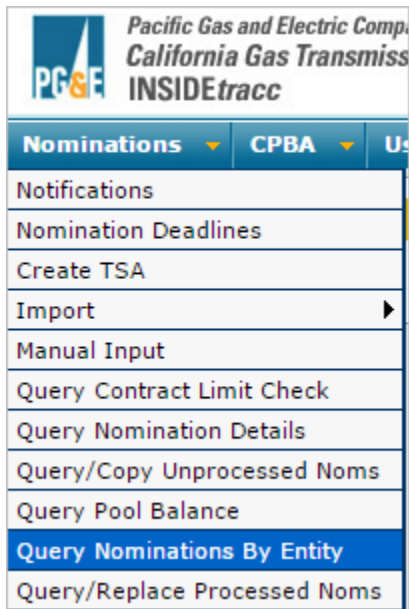 Pacific Gas and Electric Comp
California Gas Transmiss
PG&E INSIDEtracc
Nominations CPBA Us
Notifications
Nomination Deadlines
Create TSA
Import
Manual Input
Query Contract Limit Check
Query Nomination Details
Query/Copy Unprocessed Noms
Query Pool Balance
Query Nominations By Entity
Query/Replace Processed Noms